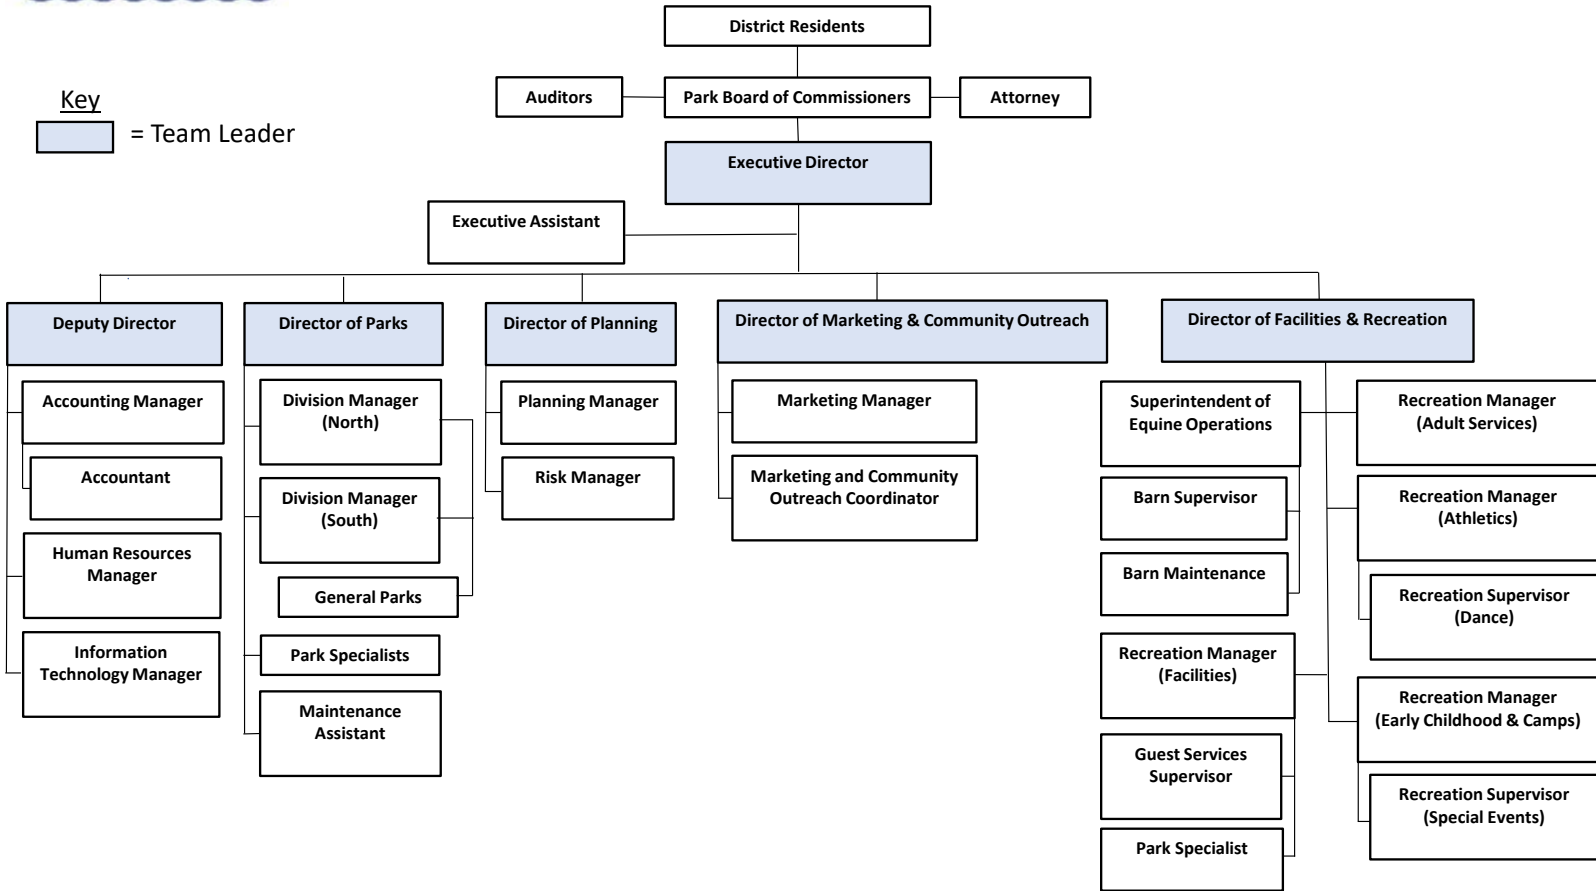 District Residents
Auditors
Park Board of Commissioners
Attorney
Key
= Team Leader
Executive Director
Executive Assistant
Deputy Director
Director of Parks
Director of Planning
Director of Marketing & Community Outreach
Director of Facilities & Recreation
Accounting Manager
Accountant
Human Resources
Manager
Information
Technology Manager
Division Manager
(North)
Division Manager
(South)
General Parks
Park Specialists
Maintenance
Assistant
Planning Manager
Risk Manager
Marketing Manager
Marketing and Community
Outreach Coordinator
Superintendent of
Equine Operations
Barn Supervisor
Barn Maintenance
Recreation Manager
(Facilities)
Guest Services
Supervisor
Park Specialist
Recreation Manager
(Adult Services)
Recreation Manager
(Athletics)
Recreation Supervisor
(Dance)
Recreation Manager
(Early Childhood & Camps)
Recreation Supervisor
(Special Events)